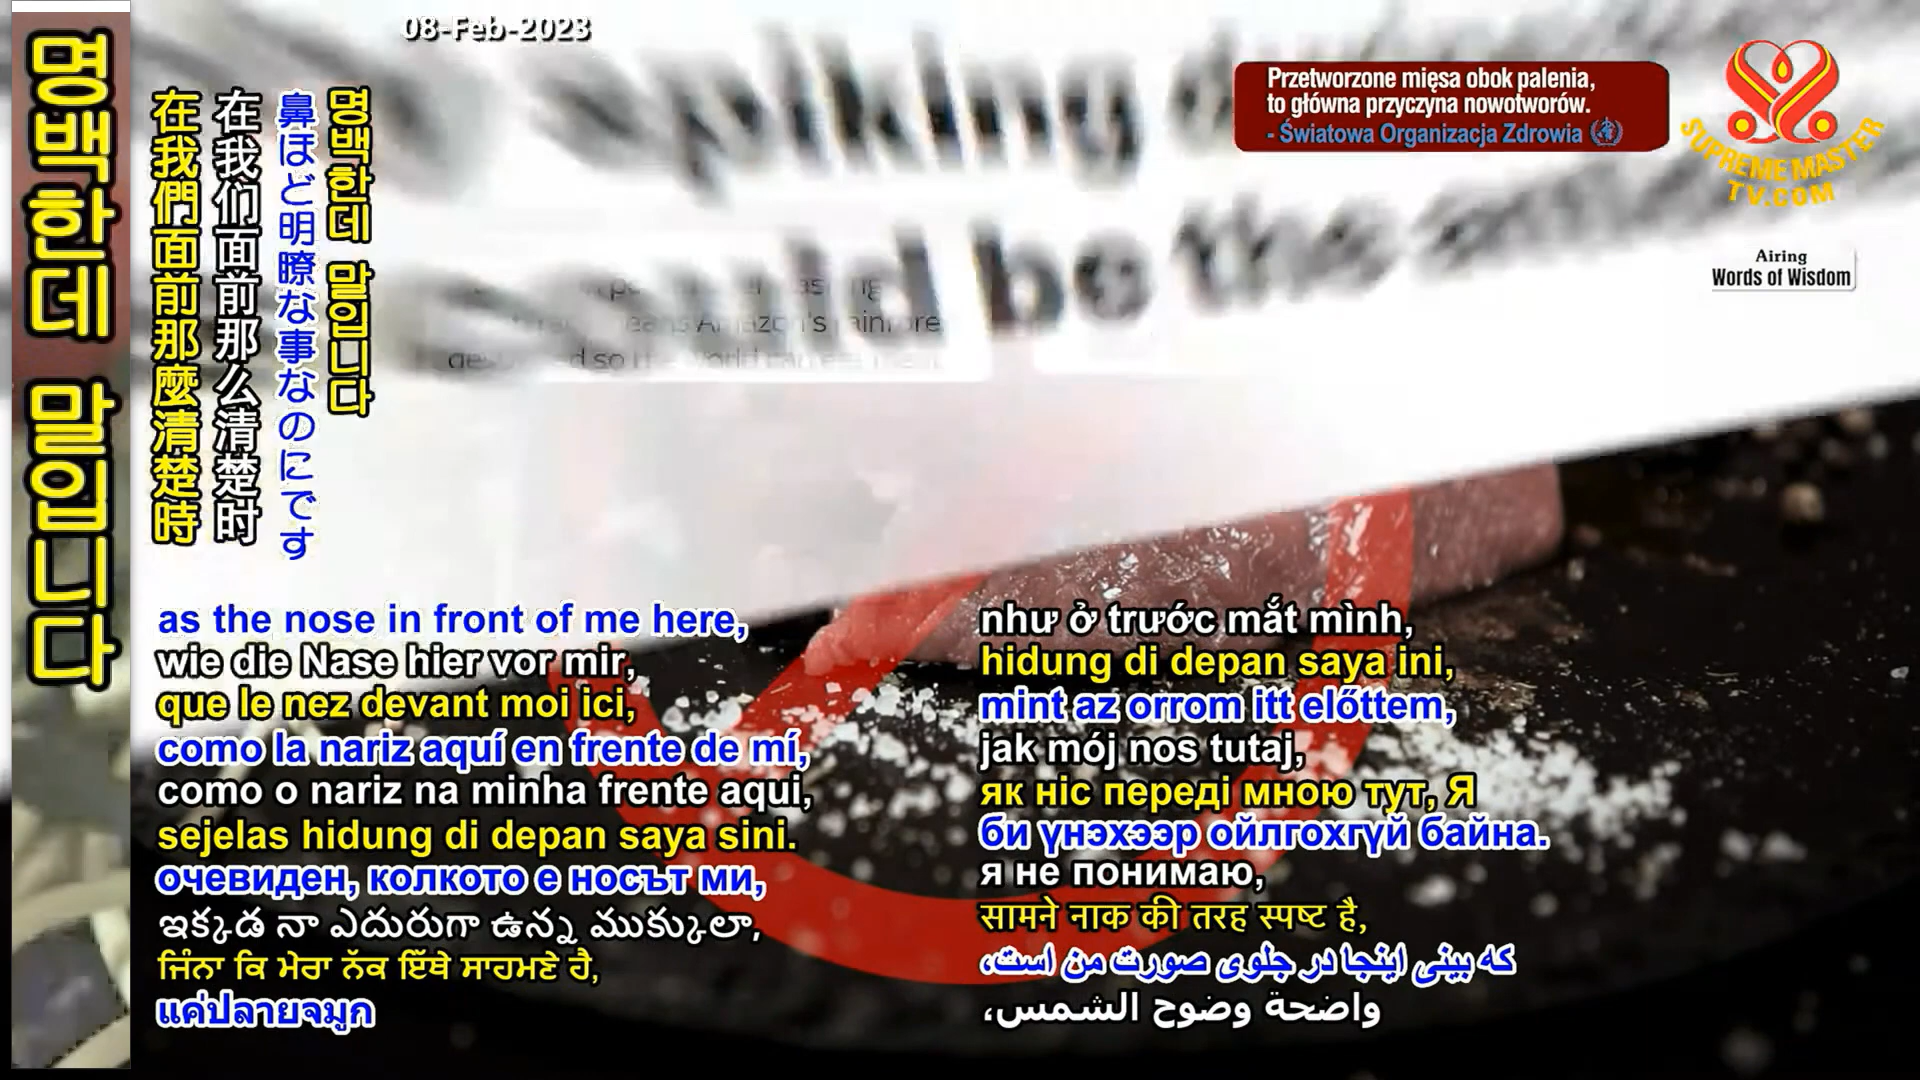 08-Feb-2023
명백한데 말입니다
在我們面前那麼清楚時
在我们面前那么清楚时
鼻ほど明瞭な事なのにです
명백한데 말입니다
could be the
Przetworzone mięsa obok palenia,
to główna przyczyna nowotworów.
- Światowa Organizacja Zdrowia
SUPREME MASTER
TV.COM
Airing
Words of Wisdom
as the nose in front of me here,
wie die Nase hier vor mir,
que le nez devant moi ici,
como la nariz aquí en frente de mí,
como o nariz na minha frente aqui,
sejelas hidung di depan saya sini.
очевиден, колкото е носът ми,
ఇక్కడ నా ఎదురుగా ఉన్న ముక్కులా,
ਜਿੰਨਾ ਕਿ ਮੇਰਾ ਨੱਕ ਇੱਥੇ ਸਾਹਮਣੇ ਹੈ,
แค่ปลายจมูก
như ở trước mắt mình,
hidung di depan saya ini,
mint az orrom itt előttem,
jak mój nos tutaj,
як ніс переді мною тут, Я
би үнэхээр ойлгохгүй байна.
я не понимаю,
सामने नाक की तरह स्पष्ट है,
که بینی اینجا در جلوی صورت من است،
واضحة وضوح الشمس،